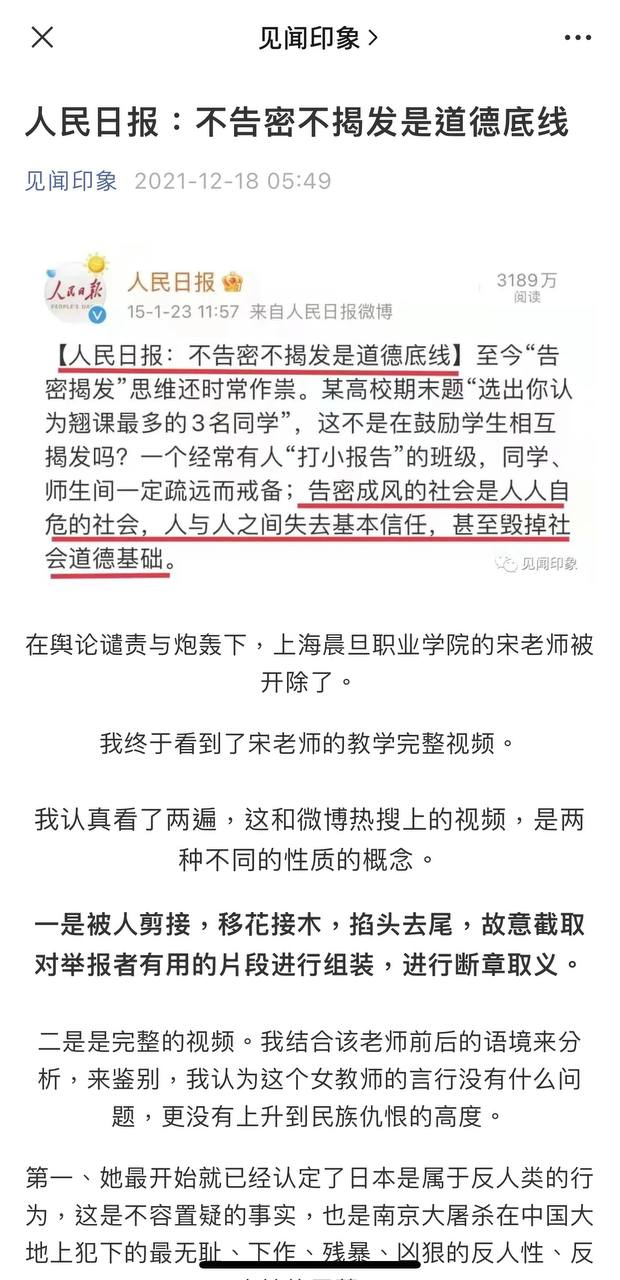 见闻印象
人民日报：不告密不揭发是道德底线
见闻印象 2021-12-18 05:49
人民日报
人民日报
PEOPLE'S DA
3189万
阅读
15-1-23 11:57 来自人民日报微博
【人民日报：不告密不揭发是道德底线】至今“告
密揭发”思维还时常作祟。某高校期末题“选出你认
为翘课最多的3名同学”，这不是在鼓励学生相互
揭发吗？一个经常有人“打小报告”的班级，同学、
师生间一定疏远而戒备；告密成风的社会是人人自
危的社会，人与人之间失去基本信任，甚至毁掉社
会道德基础。
见闻印象
在舆论谴责与炮轰下，上海晨旦职业学院的宋老师被
开除了。
我终于看到了宋老师的教学完整视频。
我认真看了两遍，这和微博热搜上的视频，是两
种不同的性质的概念。
一是被人剪接，移花接木，掐头去尾，故意截取
对举报者有用的片段进行组装，进行断章取义。
二是是完整的视频。我结合该老师前后的语境来分
析，来鉴别，我认为这个女教师的言行没有什么问
题，更没有上升到民族仇恨的高度。
第一、她最开始就已经认定了日本是属于反人类的行
为，这是不容置疑的事实，也是南京大屠杀在中国大
地上犯下的最无耻、下作、残暴、凶狠的反人性、反